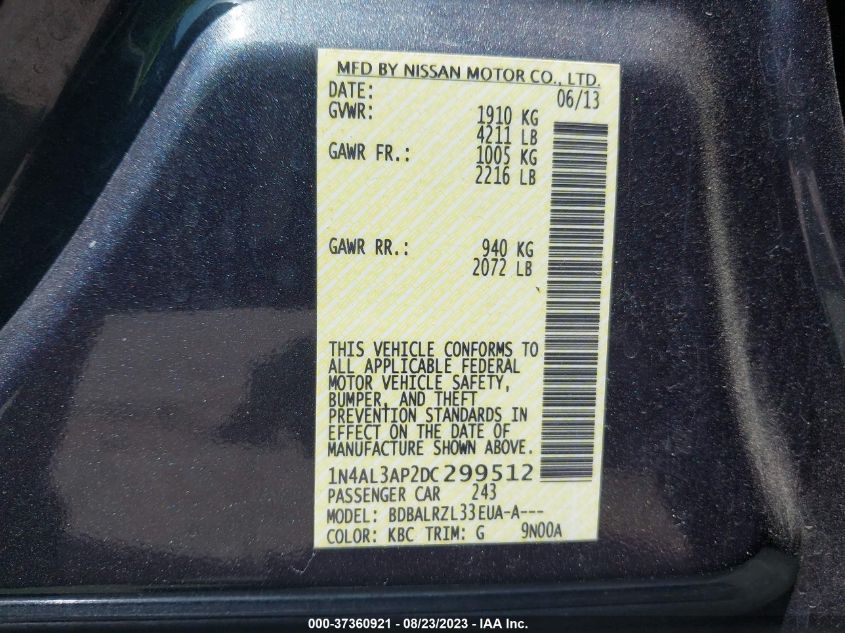 MFD BY NISSAN MOTOR CO., LTD.
DATE: 06/13
GVWR: 1910 KG
4211 LB
GAWR FR.: 1005 KG
2216 LB
GAWR RR.: 940 KG
2072 LB
THIS VEHICLE CONFORMS TO
ALL APPLICABLE FEDERAL
MOTOR VEHICLE SAFETY,
BUMPER, AND THEFT
PREVENTION STANDARDS IN
EFFECT ON THE DATE OF
MANUFACTURE SHOWN ABOVE.
1N4AL3AP2DC299512
PASSENGER CAR 243
MODEL: BDBALRZL33EUA-A---
COLOR: KBC TRIM: G 9N00A
000-37360921 / 08/23/2023 - IAA Inc.